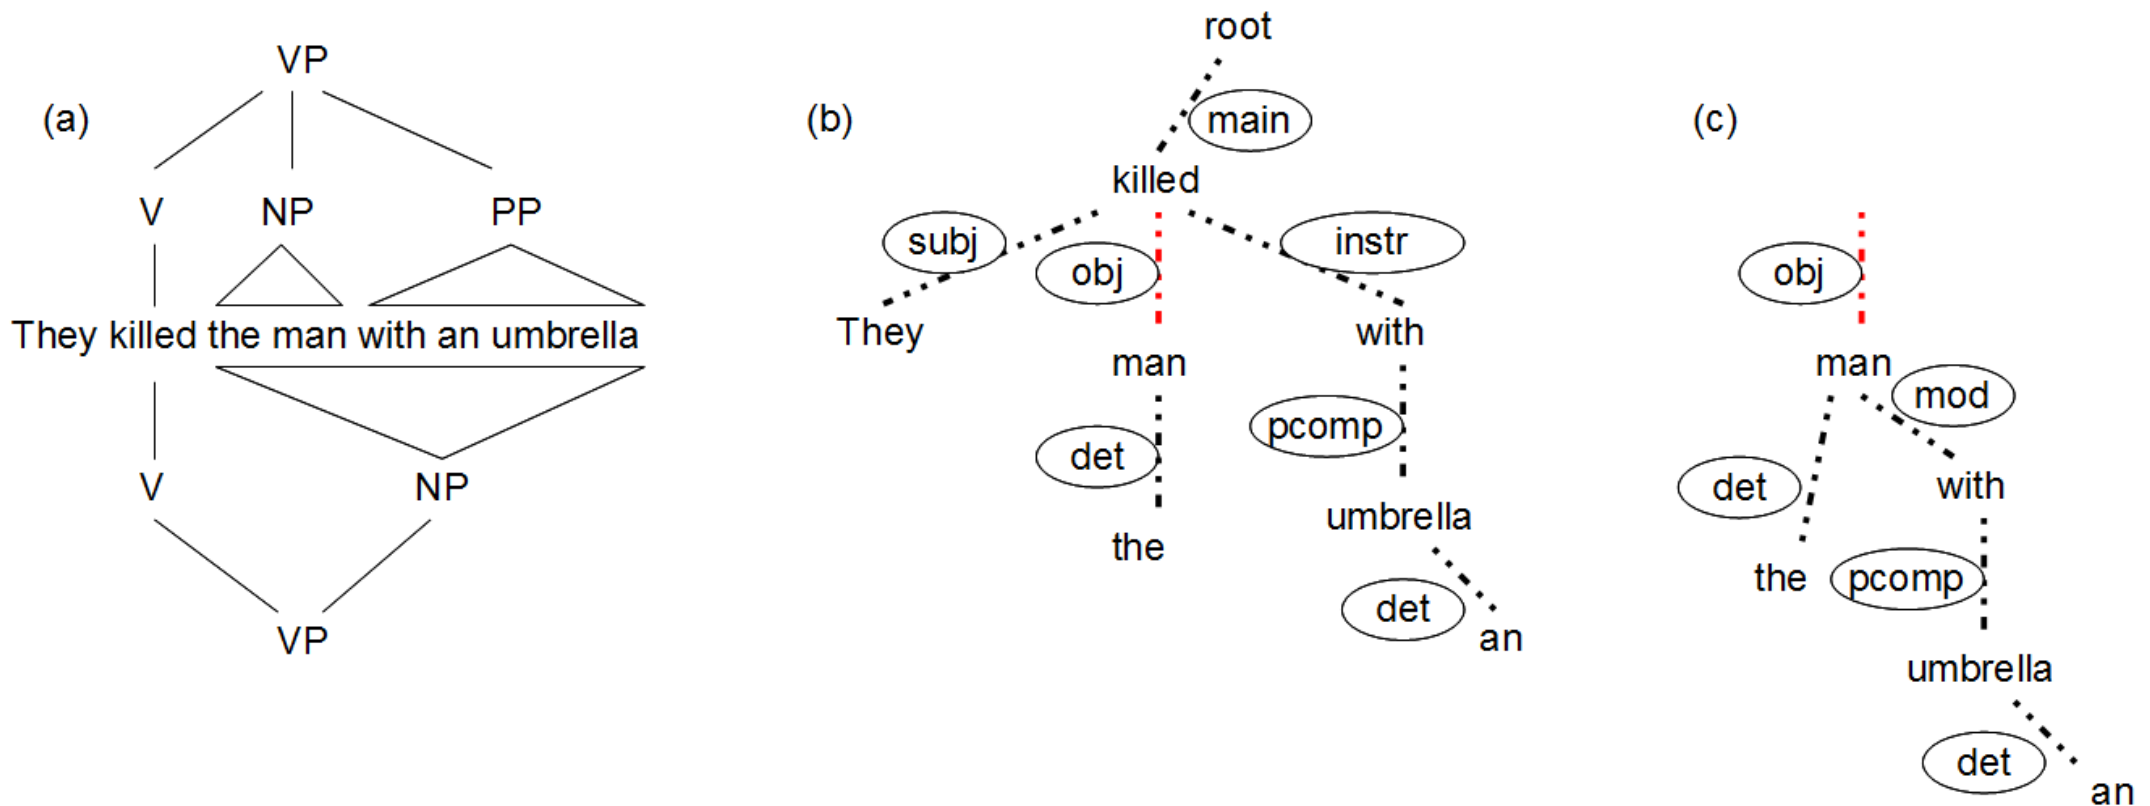 (a)
VP
V NP PP
They killed the man with an umbrella
V NP
VP
(b)
root
main
killed
subj obj instr
They man with
det pcomp
the umbrella
det
an
(c)
obj
man
mod
det with
the pcomp
umbrella
det
an